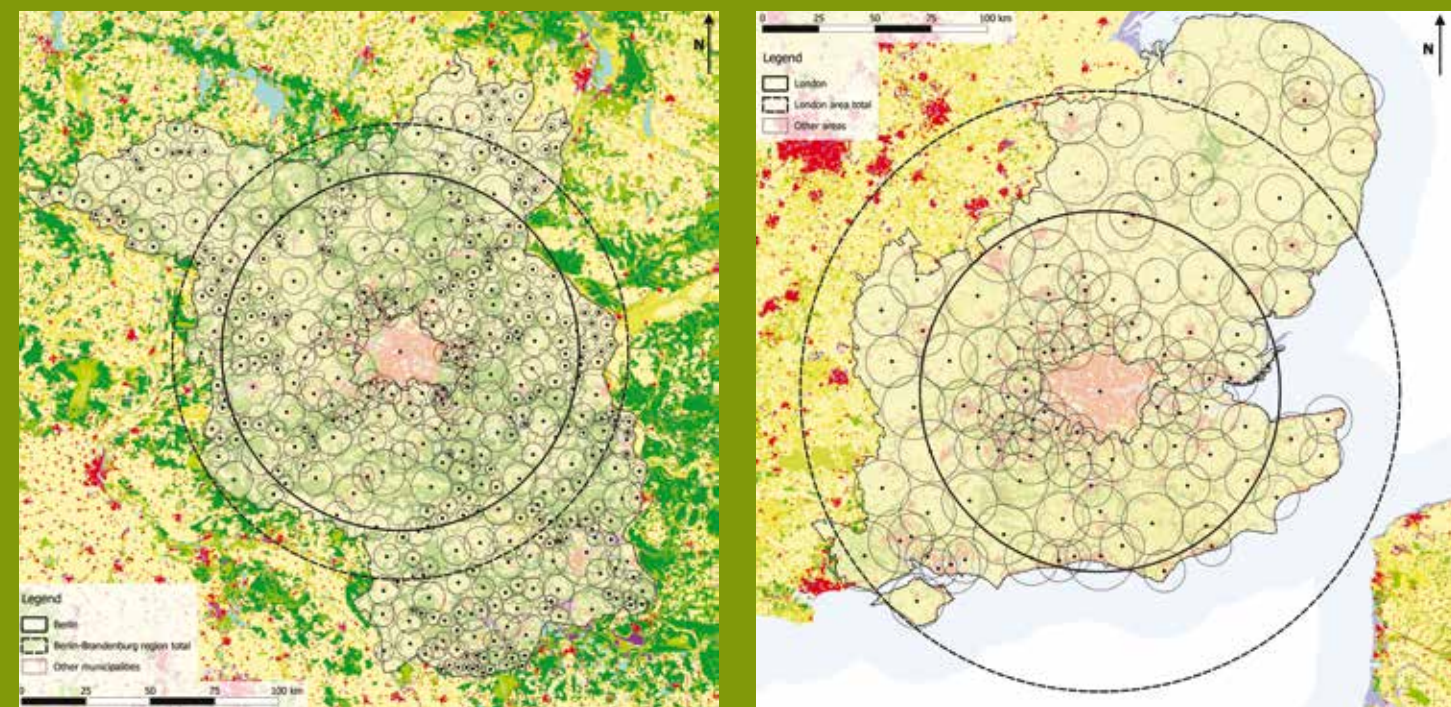 N
Legend
Berlin
Berlin-Brandenburg region total
Other municipalities
0 25 50 75 100 km
0 25 50 75 100 km
N
Legend
London
London area total
Other areas